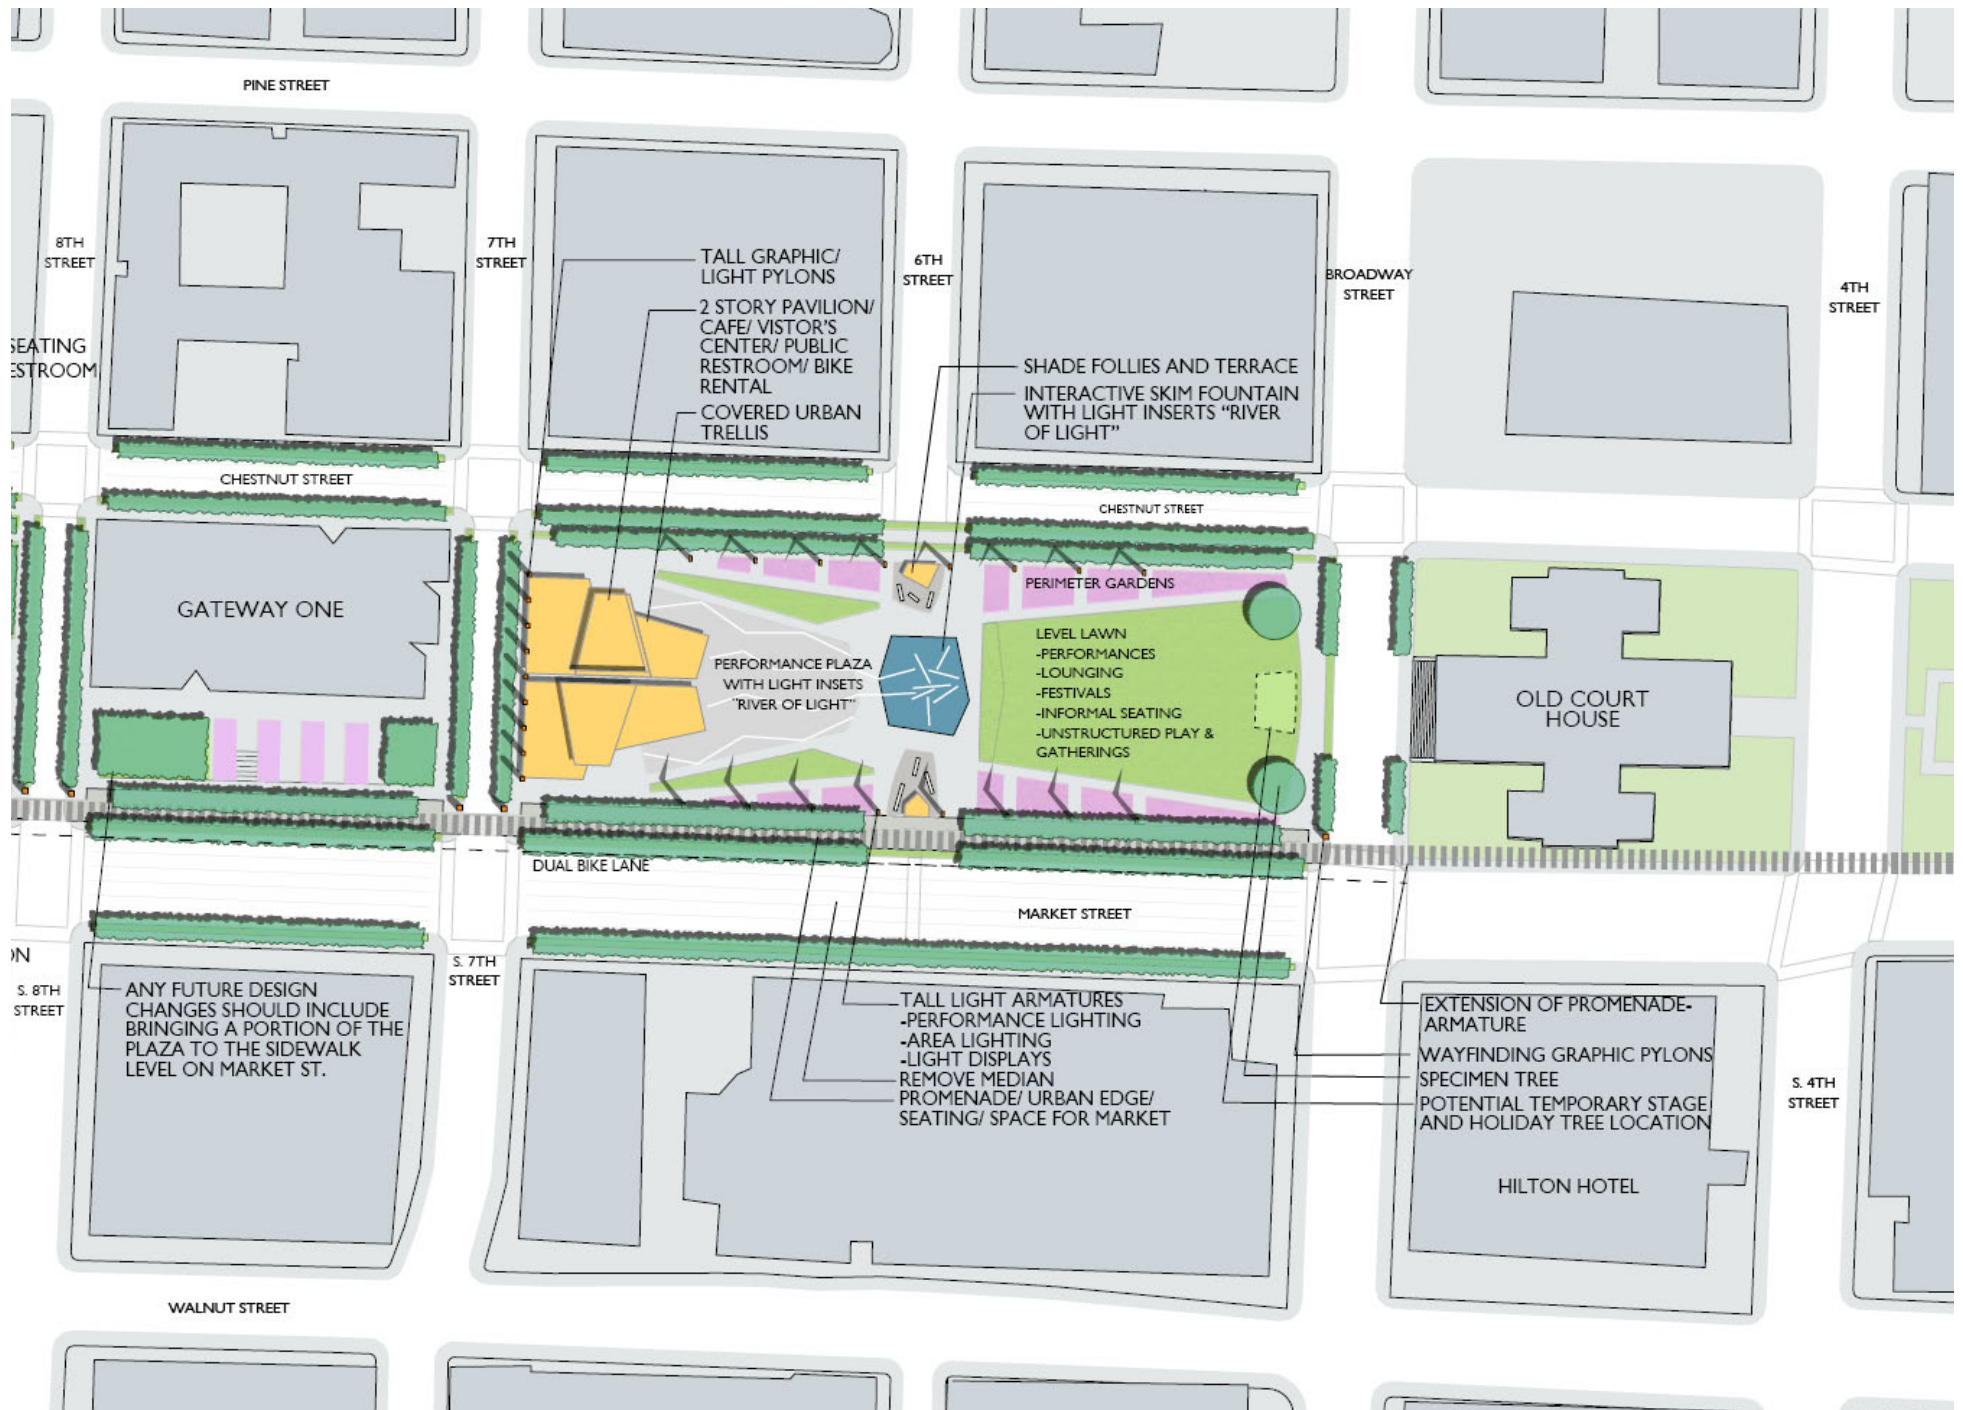 PINE STREET
8TH
STREET
7TH
STREET
6TH
STREET
BROADWAY
STREET
4TH
STREET
SEATING
ESTROOM
TALL GRAPHIC/
LIGHT PYLONS
2 STORY PAVILION/
CAFE/ VISTOR'S
CENTER/ PUBLIC
RESTROOM/ BIKE
RENTAL
COVERED URBAN
TRELLIS
SHADE FOLLIES AND TERRACE
INTERACTIVE SKIM FOUNTAIN
WITH LIGHT INSERTS “RIVER
OF LIGHT”
CHESTNUT STREET
CHESTNUT STREET
GATEWAY ONE
PERIMETER GARDENS
PERFORMANCE PLAZA
WITH LIGHT INSETS
“RIVER OF LIGHT”
LEVEL LAWN
-PERFORMANCES
-LOUNGING
-FESTIVALS
-INFORMAL SEATING
-UNSTRUCTURED PLAY &
GATHERINGS
OLD COURT
HOUSE
DUAL BIKE LANE
MARKET STREET
ON
S. 8TH
STREET
S. 7TH
STREET
ANY FUTURE DESIGN
CHANGES SHOULD INCLUDE
BRINGING A PORTION OF THE
PLAZA TO THE SIDEWALK
LEVEL ON MARKET ST.
TALL LIGHT ARMATURES
-PERFORMANCE LIGHTING
-AREA LIGHTING
-LIGHT DISPLAYS
REMOVE MEDIAN
PROMENADE/ URBAN EDGE/
SEATING/ SPACE FOR MARKET
EXTENSION OF PROMENADE-
ARMATURE
WAYFINDING GRAPHIC PYLONS
SPECIMEN TREE
POTENTIAL TEMPORARY STAGE
AND HOLIDAY TREE LOCATION
S. 4TH
STREET
HILTON HOTEL
WALNUT STREET